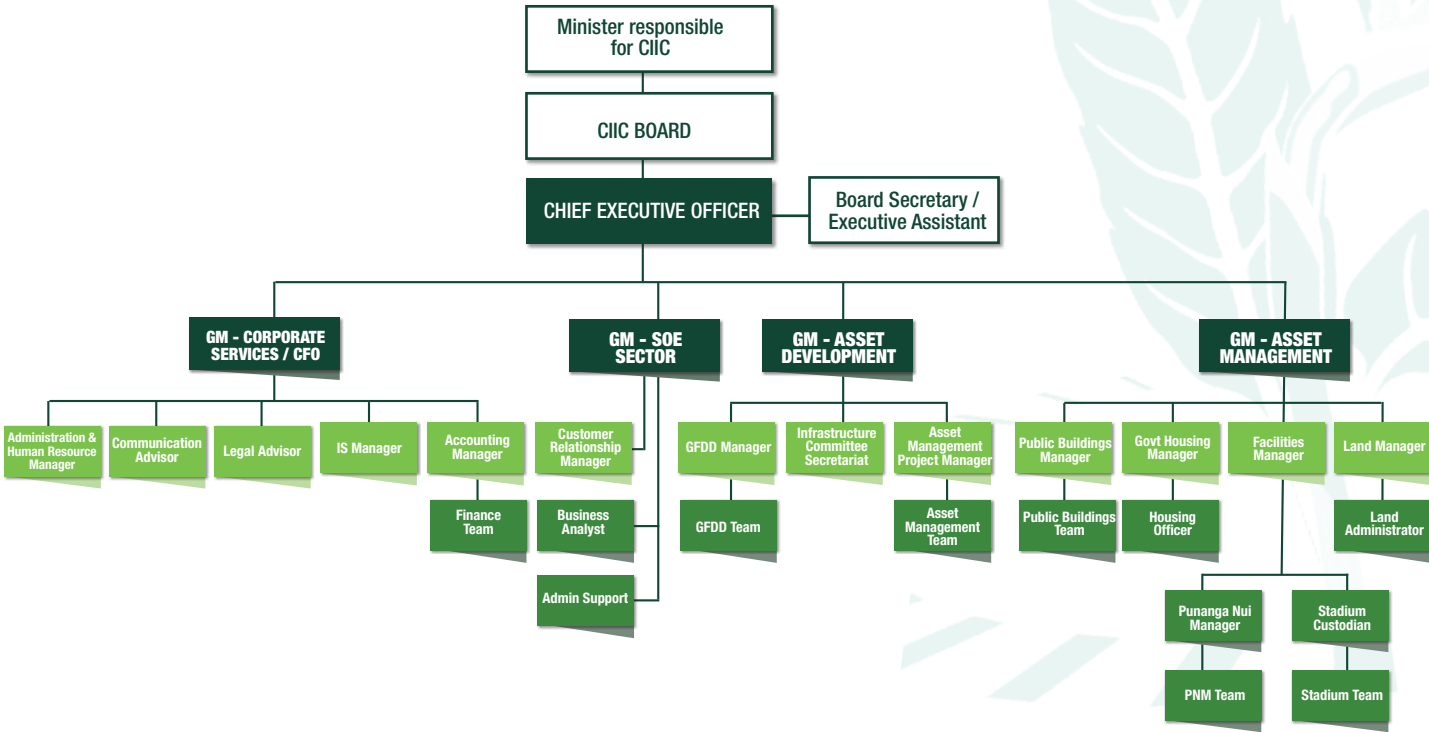 Minister responsible
for CIIC
CIIC BOARD
CHIEF EXECUTIVE OFFICER
Board Secretary /
Executive Assistant
GM - CORPORATE
SERVICES / CFO
GM - SOE
SECTOR
GM - ASSET
DEVELOPMENT
GM - ASSET
MANAGEMENT
Administration &
Human Resource
Manager
Communication
Advisor
Legal Advisor
IS Manager
Accounting
Manager
Customer
Relationship
Manager
GFDD Manager
Infrastructure
Committee
Secretariat
Asset
Management
Project Manager
Public Buildings
Manager
Govt Housing
Manager
Facilities
Manager
Land Manager
Finance
Team
Business
Analyst
GFDD Team
Asset
Management
Team
Public Buildings
Team
Housing
Officer
Land
Administrator
Admin Support
Punanga Nui
Manager
Stadium
Custodian
PNM Team
Stadium Team